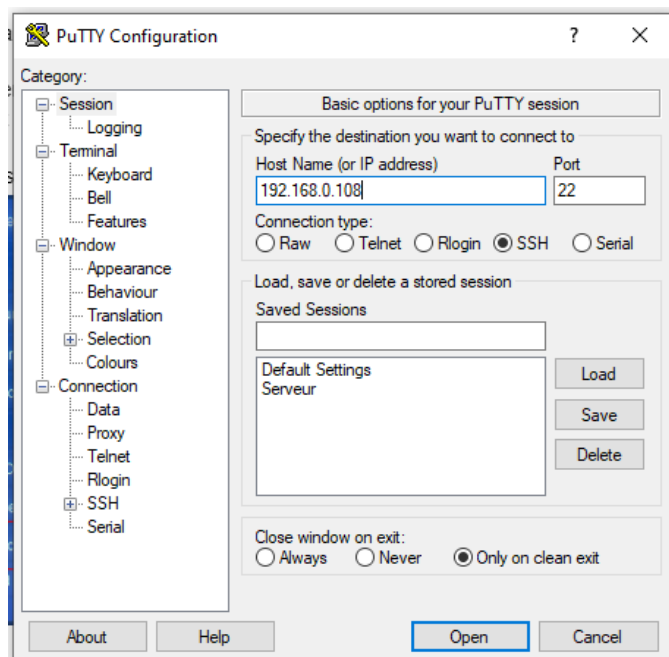 PuTTY Configuration
? ×
Category:
Session
Logging
Terminal
Keyboard
Bell
Features
Window
Appearance
Behaviour
Translation
Selection
Colours
Connection
Data
Proxy
Telnet
Rlogin
SSH
Serial
Basic options for your PuTTY session
Specify the destination you want to connect to
Host Name (or IP address) Port
192.168.0.108 22
Connection type:
Raw Telnet Rlogin SSH Serial
Load, save or delete a stored session
Saved Sessions
Default Settings
Serveur
Load
Save
Delete
Close window on exit:
Always Never Only on clean exit
About Help Open Cancel